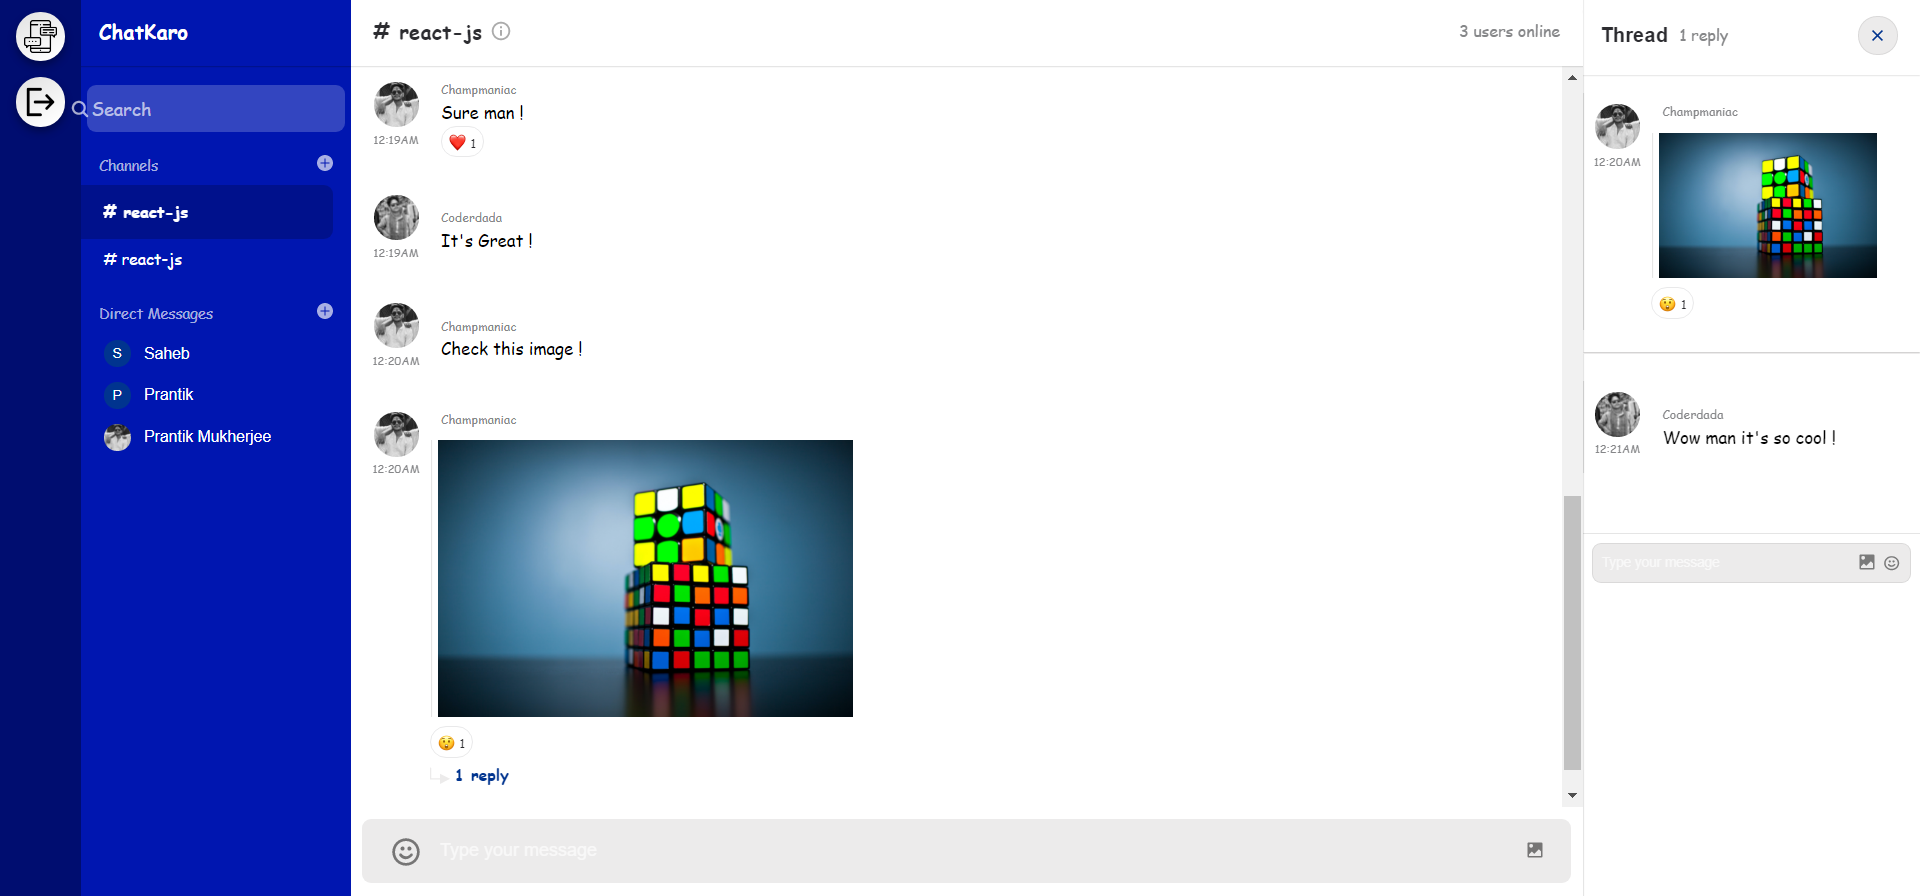 ChatKaro
Search
Channels
# react-js
# react-js
Direct Messages
S Saheb
P Prantik
Prantik Mukherjee
# react-js
3 users online
Champmaniac
Sure man !
12:19AM
❤️ 1
Coderdada
It's Great !
12:19AM
Champmaniac
Check this image !
12:20AM
Champmaniac
12:20AM
😲 1
1 reply
Type your message
Thread 1 reply
Champmaniac
12:20AM
😲 1
Coderdada
Wow man it's so cool !
12:21AM
Type your message